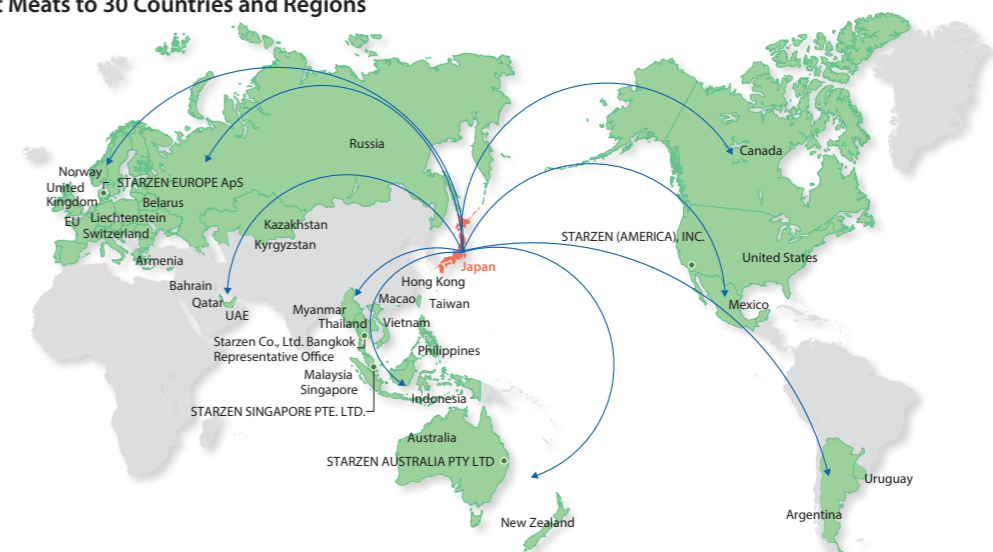 t Meats to 30 Countries and Regions
Russia
Norway
STARZEN EUROPE ApS
United
Kingdom
Belarus
EU
Liechtenstein
Switzerland
Armenia
Kazakhstan
Kyrgyzstan
Bahrain
Qatar
UAE
Japan
Hong Kong
Macao
Taiwan
Myanmar
Thailand
Vietnam
Starzen Co., Ltd. Bangkok
Representative Office
Philippines
Malaysia
Singapore
Indonesia
STARZEN SINGAPORE PTE. LTD.
Australia
STARZEN AUSTRALIA PTY LTD
New Zealand
Canada
STARZEN (AMERICA), INC.
United States
Mexico
Uruguay
Argentina